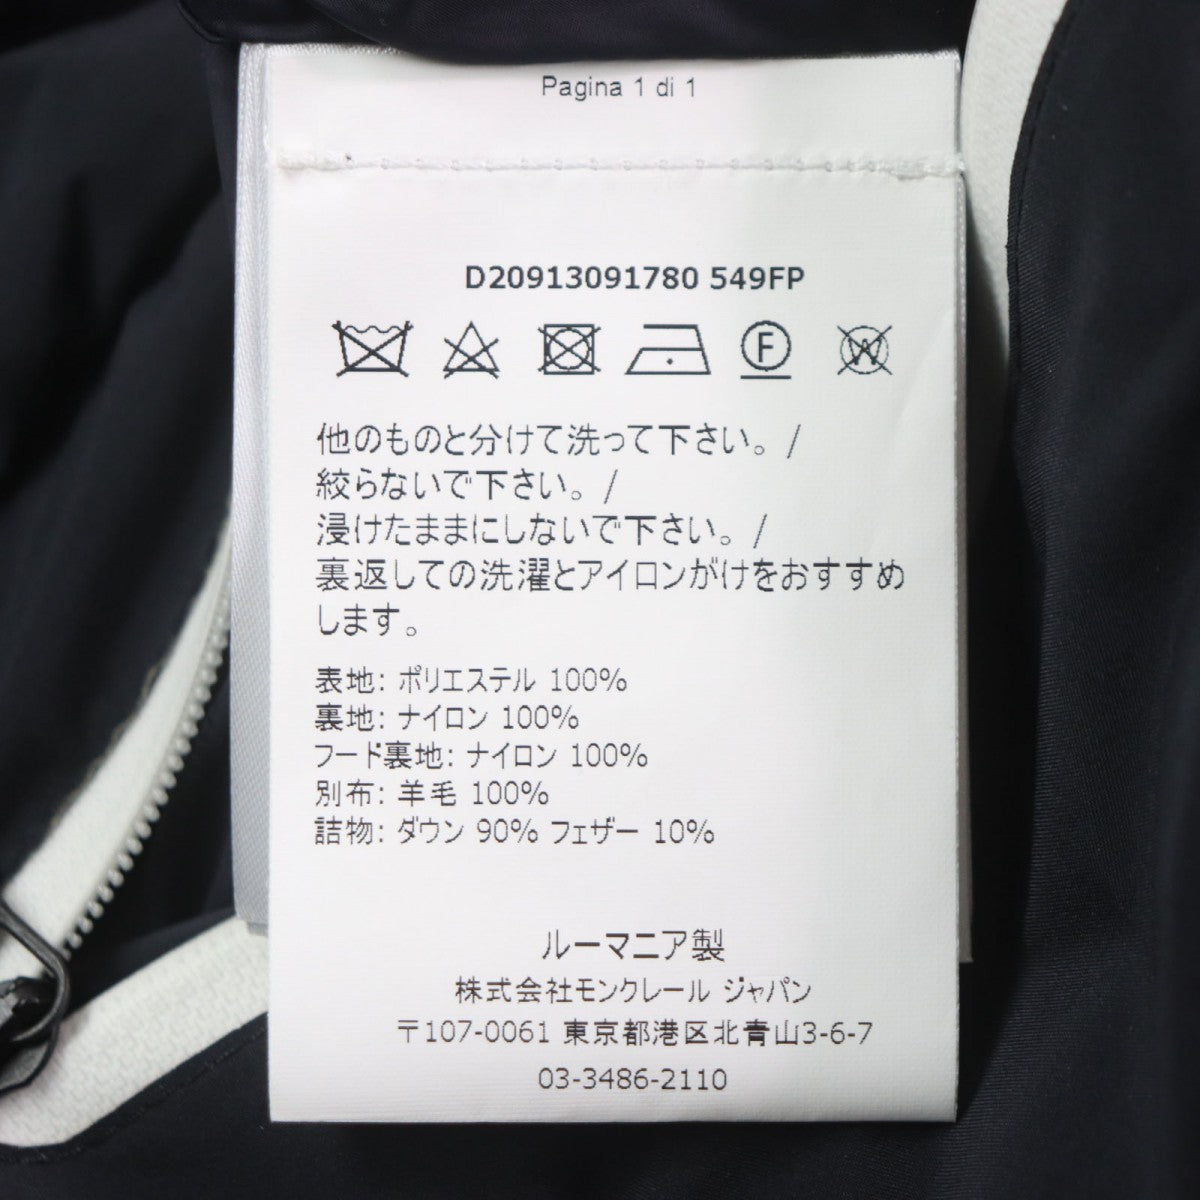 Pagina 1 di 1
D20913091780 549FP
F W
他のものと分けて洗って下さい。/
絞らないで下さい。/
浸けたままにしないで下さい。/
裏返しての洗濯とアイロンがけをおすすめ
します。
表地: ポリエステル 100%
裏地: ナイロン 100%
フード裏地: ナイロン 100%
別布: 羊毛 100%
詰物: ダウン 90% フェザー 10%
ルーマニア製
株式会社モンクレール ジャパン
〒107-0061 東京都港区北青山3-6-7
03-3486-2110